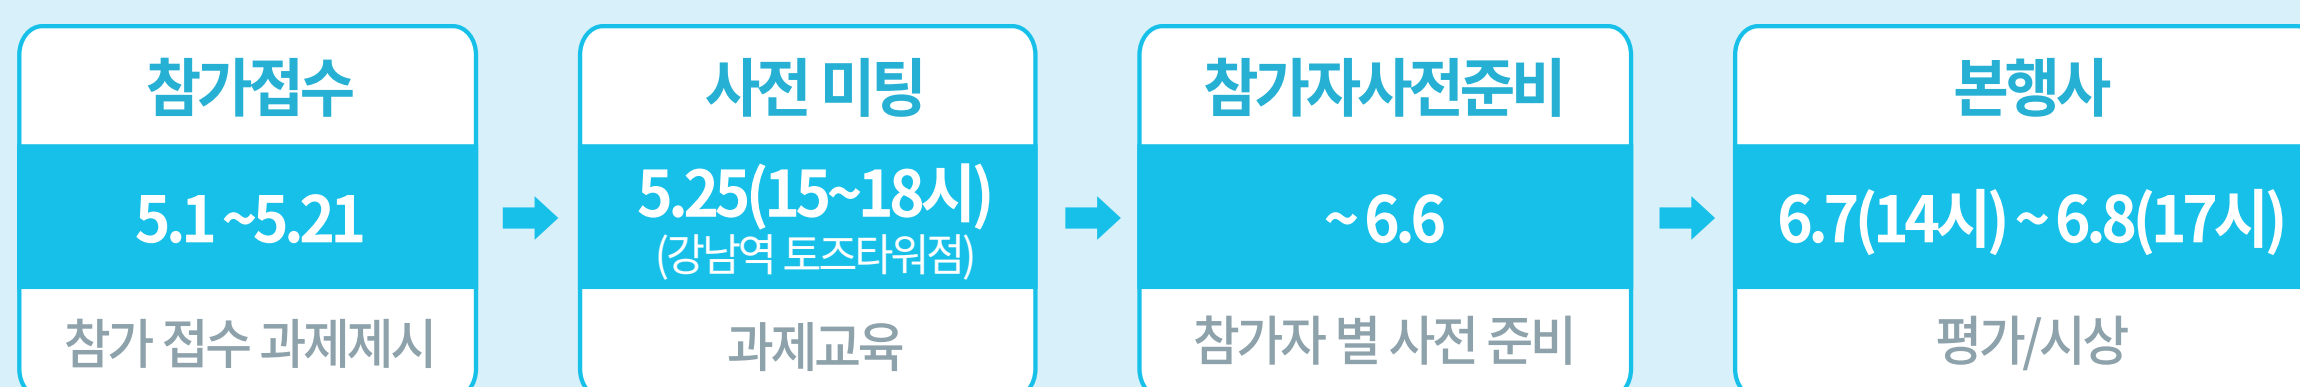 참가접수
5.1 ~5.21
참가 접수 과제제시
사전 미팅
5.25(15~18시)
(강남역 토즈타워점)
과제교육
참가자사전준비
~ 6.6
참가자 별 사전 준비
본행사
6.7(14시) ~ 6.8(17시)
평가/시상